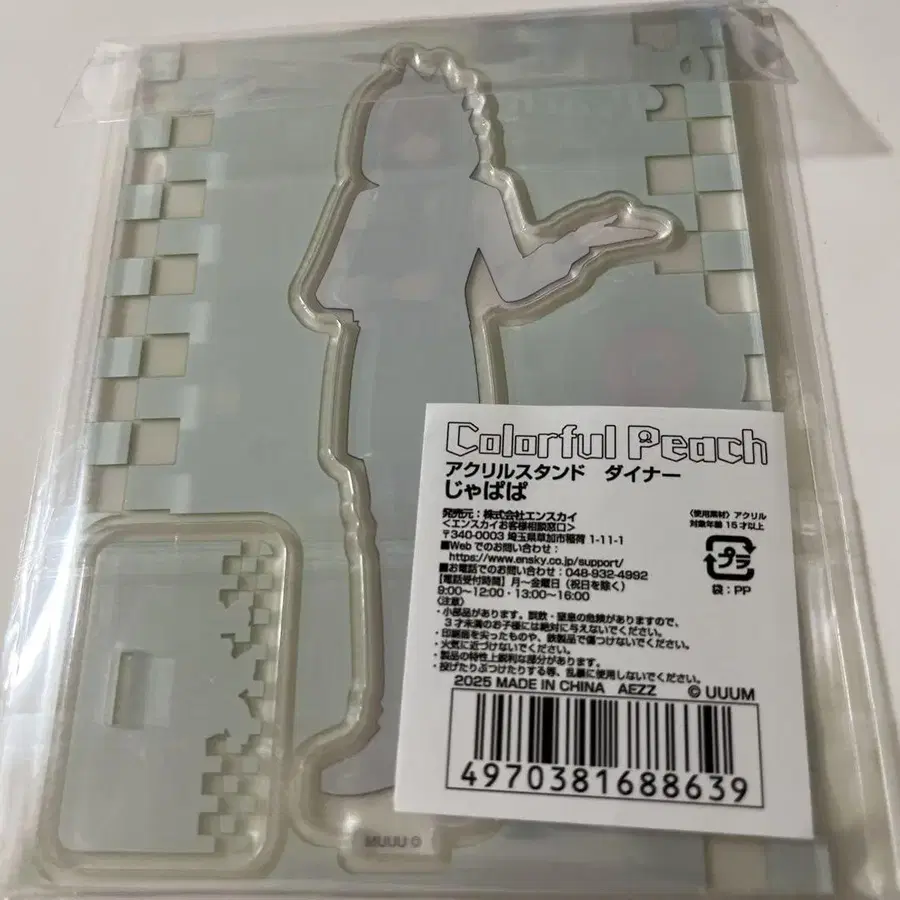 Colorful Peach
アクリルスタンド ダイナー
じゃぱぱ
発売元:株式会社エンスカイ
<エンスカイお客様相談窓口>
〒340-0003 埼玉県草加市稲荷 1-11-1
■Webでのお問い合わせ:
https://www.ensky.co.jp/support/
■お電話でのお問い合わせ:048-932-4992
[電話受付時間] 月~金曜日(祝日を除く)
9:00~12:00・13:00~16:00
〈使用素材〉アクリル
対象年齢 15才以上
プラ
袋:PP
〈注意〉
・小部品があります。誤飲・窒息の危険がありますので、
3才未満のお子様には絶対に与えないでください。
・印刷面を尖ったものや、鉄製品で傷つけないでください。
・火気に近づけないでください。
・製品の特性上鋭利な部分があります。
・投げたりぶつけたりする等、乱暴に使用しないでください。
2025 MADE IN CHINA AEZZ © UUUM
4970381688639